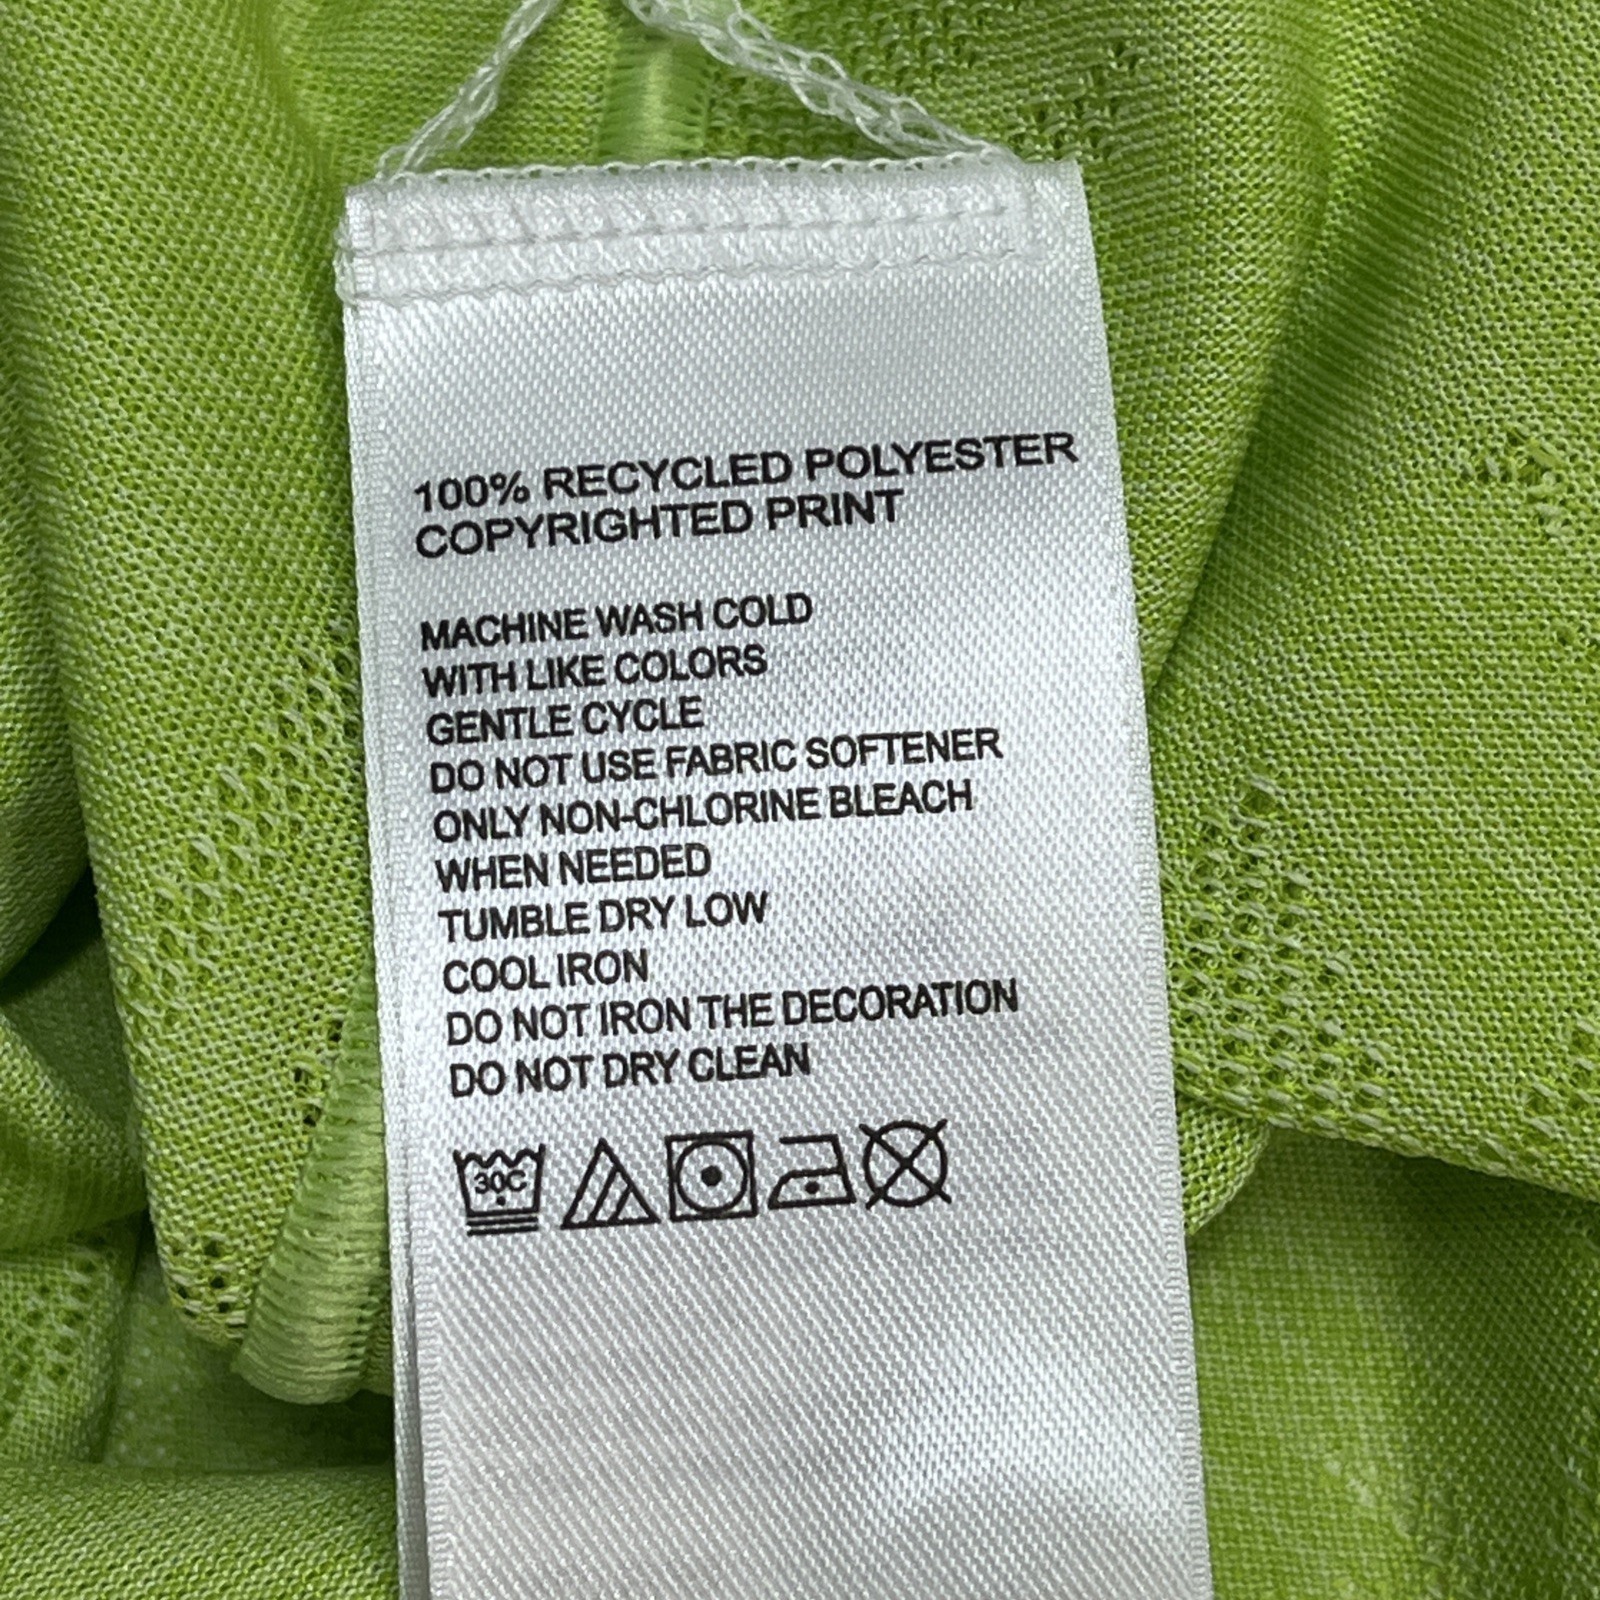 100% RECYCLED POLYESTER
COPYRIGHTED PRINT
MACHINE WASH COLD
WITH LIKE COLORS
GENTLE CYCLE
DO NOT USE FABRIC SOFTENER
ONLY NON-CHLORINE BLEACH
WHEN NEEDED
TUMBLE DRY LOW
COOL IRON
DO NOT IRON THE DECORATION
DO NOT DRY CLEAN
30C